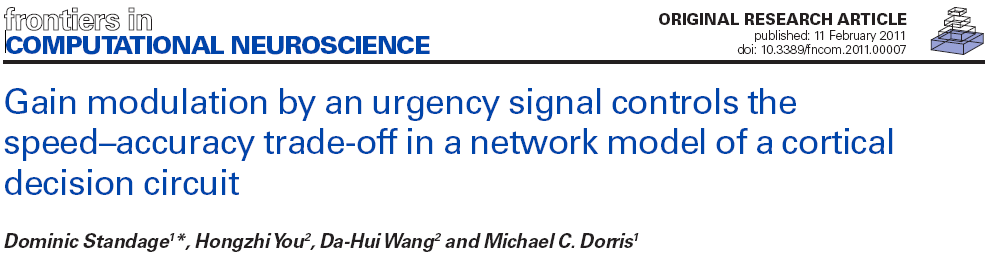 frontiers in
COMPUTATIONAL NEUROSCIENCE
ORIGINAL RESEARCH ARTICLE
published: 11 February 2011
doi: 10.3389/fncom.2011.00007
Gain modulation by an urgency signal controls the
speed–accuracy trade-off in a network model of a cortical
decision circuit
Dominic Standage1*, Hongzhi You2, Da-Hui Wang2 and Michael C. Dorris1